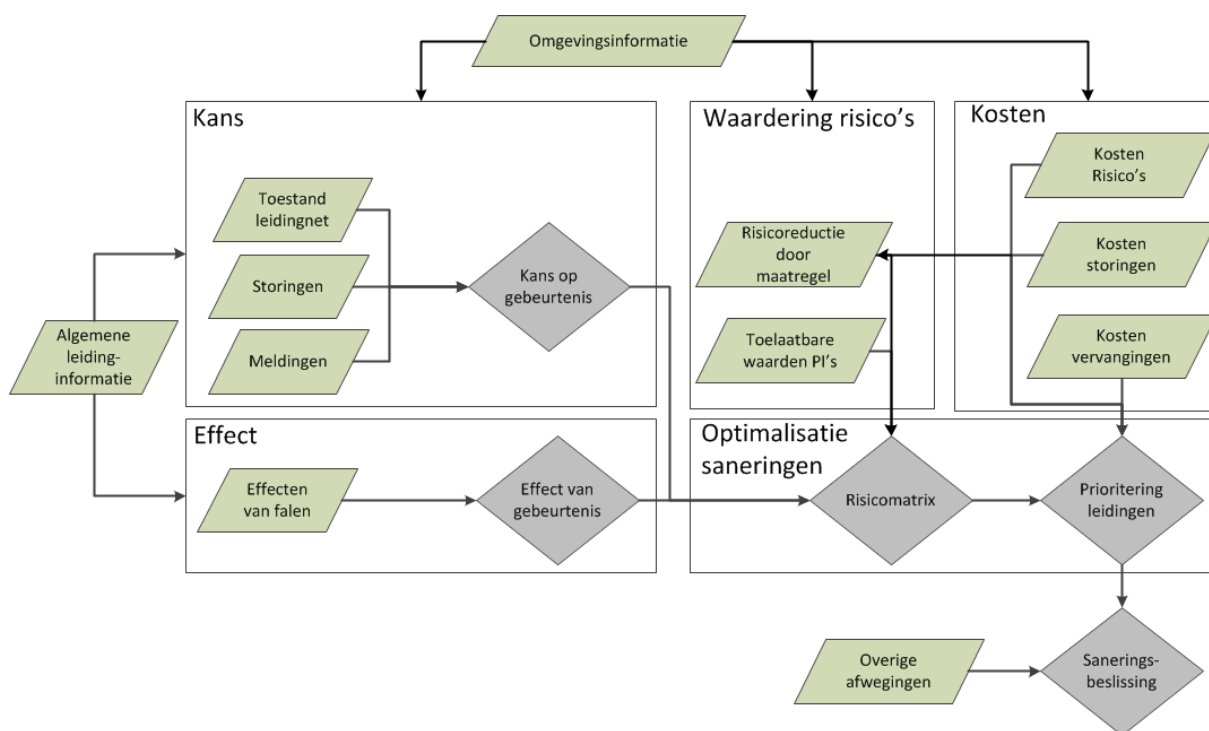 Omgevingsinformatie
Kans
Toestand
leidingnet
Storingen
Meldingen
Kans op
gebeurtenis
Waardering risico's
Risicoreductie
door
maatregel
Toelaatbare
waarden PI's
Kosten
Kosten
Risico's
Kosten
storingen
Kosten
vervangingen
Algemene
leiding-
informatie
Effect
Effecten
van falen
Effect van
gebeurtenis
Optimalisatie
saneringen
Risicomatrix
Prioritering
leidingen
Overige
afwegingen
Sanerings-
beslissing